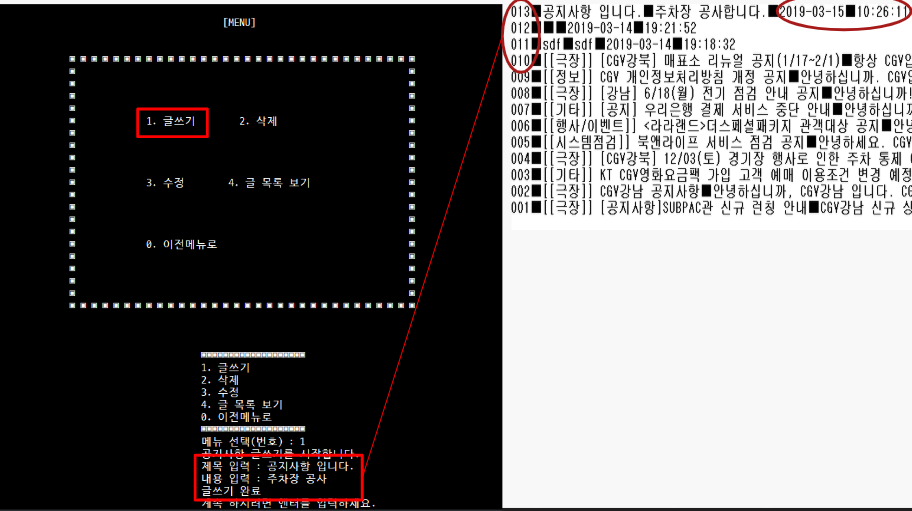 [MENU]
1. 글쓰기 2. 삭제
3. 수정 4. 글 목록 보기
0. 이전메뉴로
1. 글쓰기
2. 삭제
3. 수정
4. 글 목록 보기
0. 이전메뉴로
메뉴 선택(번호) : 1
공지사항 글쓰기를 시작합니다.
제목 입력 : 공지사항 입니다.
내용 입력 : 주차장 공사
글쓰기 완료
계속 하시려면 엔터를 입력하세요.
013■공지사항 입니다.■주차장 공사합니다.■2019-03-15■10:26:11
012■■■2019-03-14■19:21:52
011■sdf■sdf■2019-03-14■19:18:32
010■[[극장]] [CGV강북] 매표소 리뉴얼 공지(1/17~2/1)■항상 CGV
009■[[정보]] CGV 개인정보처리방침 개정 공지■안녕하십니까. CGV
008■[[극장]] [강남] 6/18(월) 전기 점검 안내 공지■안녕하십니까!
007■[[기타]] [공지] 우리은행 결제 서비스 중단 안내■안녕하십니까
006■[[행사/이벤트]] <라라랜드>더스페셜패키지 관객대상 공지■안녕
005■[[시스템점검]] 북앤라이프 서비스 점검 공지■안녕하세요. CGV
004■[[극장]] [CGV강북] 12/03(토) 경기장 행사로 인한 주차 통제
003■[[기타]] KT CGV영화요금팩 가입 고객 예매 이용조건 변경 예정
002■[[극장]] CGV강남 공지사항■안녕하십니까, CGV강남 입니다. CG
001■[[극장]] [공지사항]SUBPAC관 신규 런칭 안내■CGV강남 신규 상